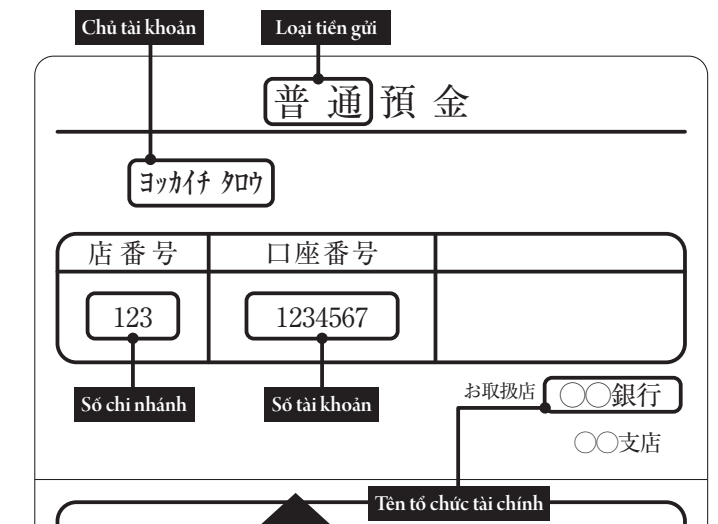 Chủ tài khoản Loại tiền gửi
普通預金
ﾖｯｶｲﾁ ﾀﾛｳ
店番号 口座番号
123 1234567
Số chi nhánh Số tài khoản
お取扱店 ○○銀行
○○支店
Tên tổ chức tài chính